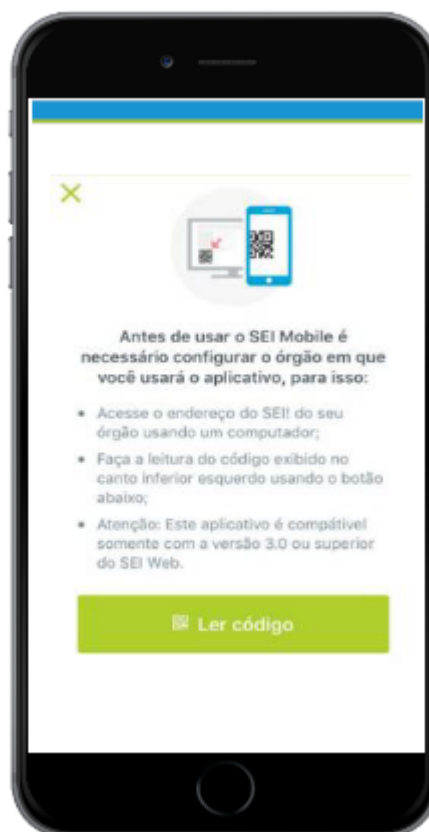 Antes de usar o SEI Mobile é
necessário configurar o órgão em que
você usará o aplicativo, para isso:
• Acesse o endereço do SEI! do seu
órgão usando um computador;
• Faça a leitura do código exibido no
canto inferior esquerdo usando o botão
abaixo;
• Atenção: Este aplicativo é compátivel
somente com a versão 3.0 ou superior
do SEI Web.
Ler código